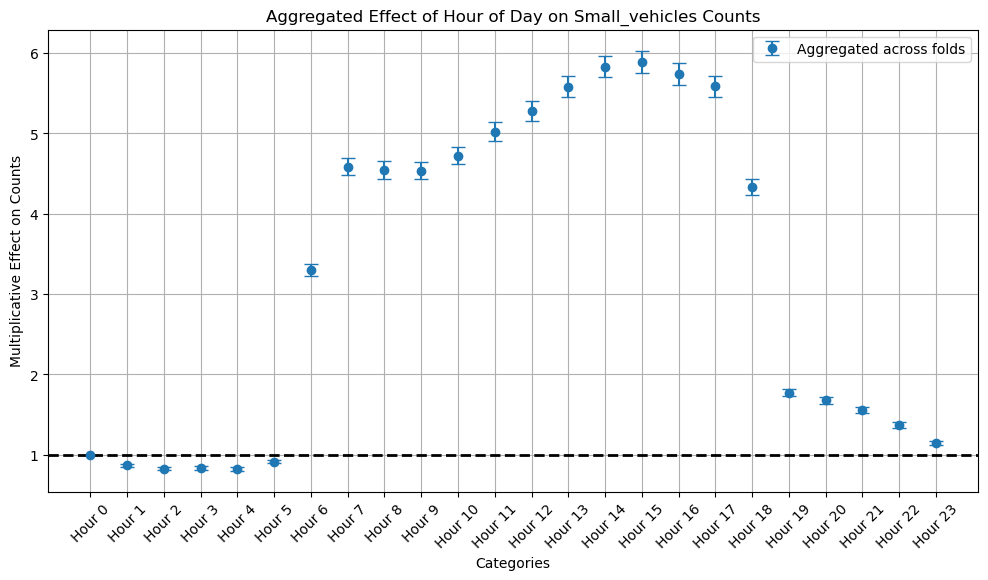 Aggregated Effect of Hour of Day on Small_vehicles Counts
Aggregated across folds
Multiplicative Effect on Counts
6
5
4
3
2
1
Hour 0
Hour 1
Hour 2
Hour 3
Hour 4
Hour 5
Hour 6
Hour 7
Hour 8
Hour 9
Hour 10
Hour 11
Hour 12
Hour 13
Hour 14
Hour 15
Hour 16
Hour 17
Hour 18
Hour 19
Hour 20
Hour 21
Hour 22
Hour 23
Categories